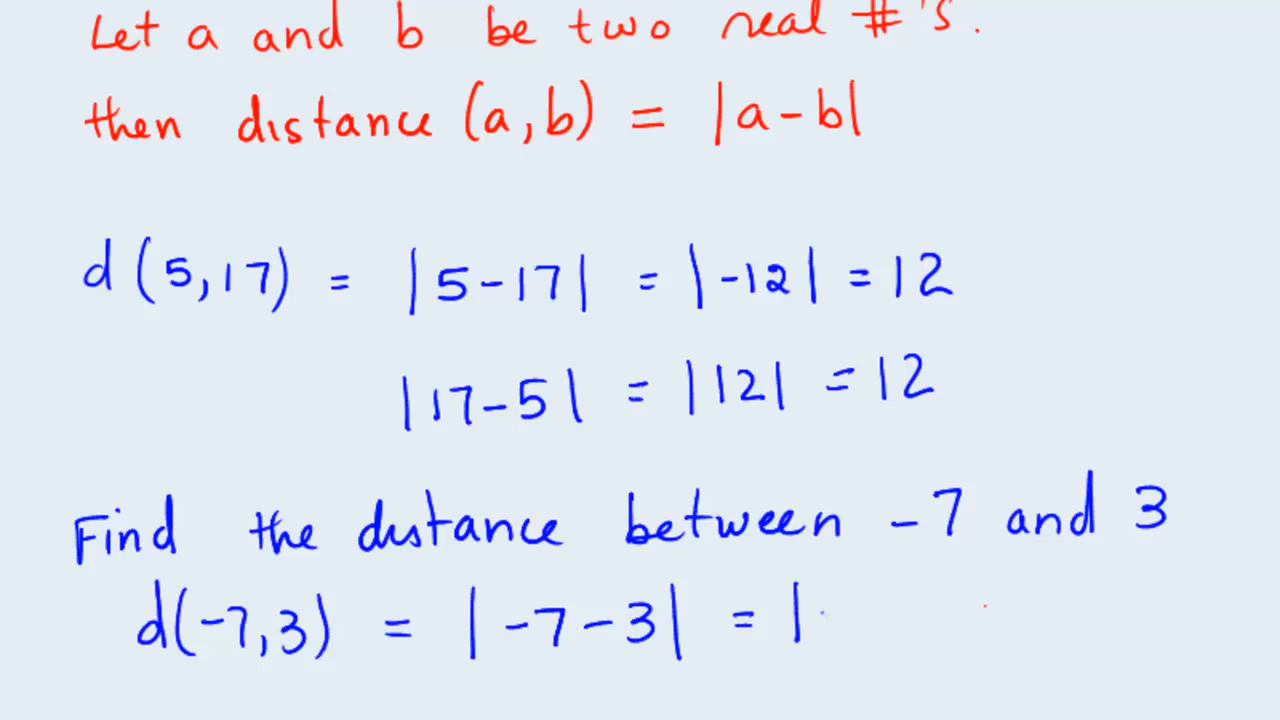 Let a and b be two real #'s.
then distance (a,b) = |a-b|
d(5,17) = |5-17| = |-12| = 12
|17-5| = |12| = 12
Find the distance between -7 and 3
d(-7,3) = |-7-3| = |